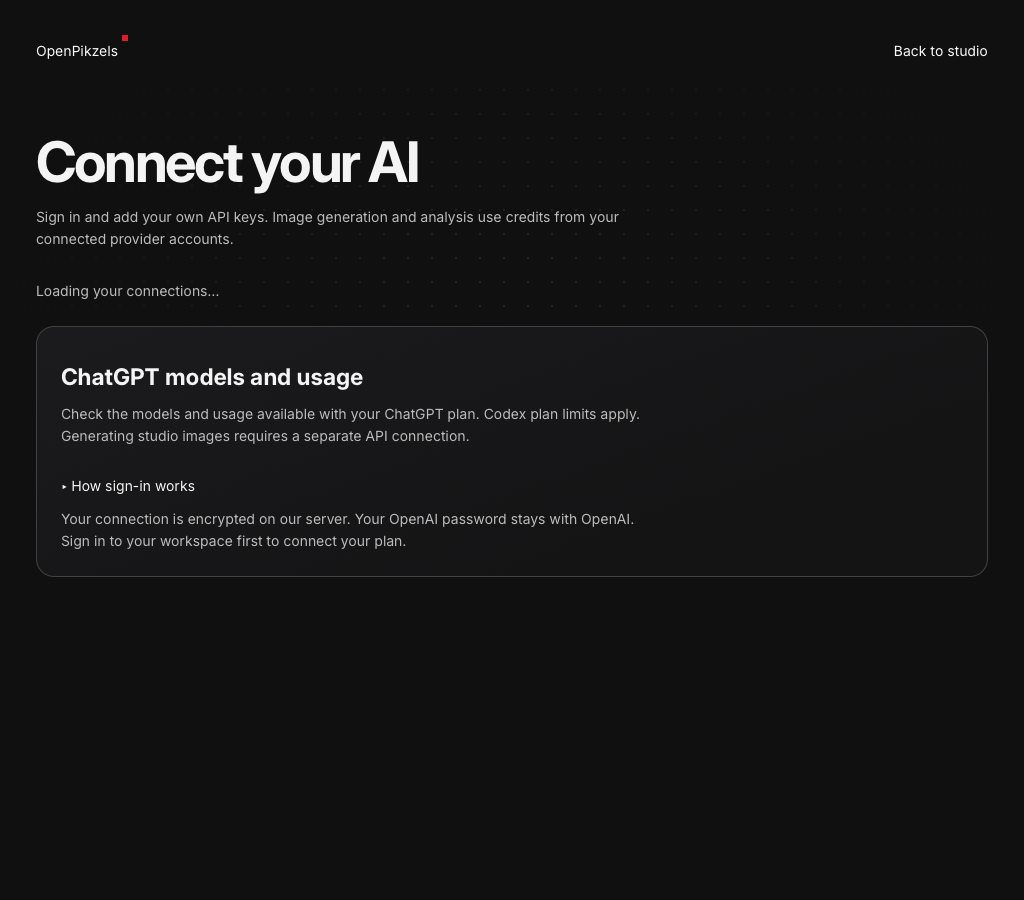 OpenPikzels
Back to studio
Connect your AI
Sign in and add your own API keys. Image generation and analysis use credits from your
connected provider accounts.
Loading your connections...
ChatGPT models and usage
Check the models and usage available with your ChatGPT plan. Codex plan limits apply.
Generating studio images requires a separate API connection.
How sign-in works
Your connection is encrypted on our server. Your OpenAI password stays with OpenAI.
Sign in to your workspace first to connect your plan.